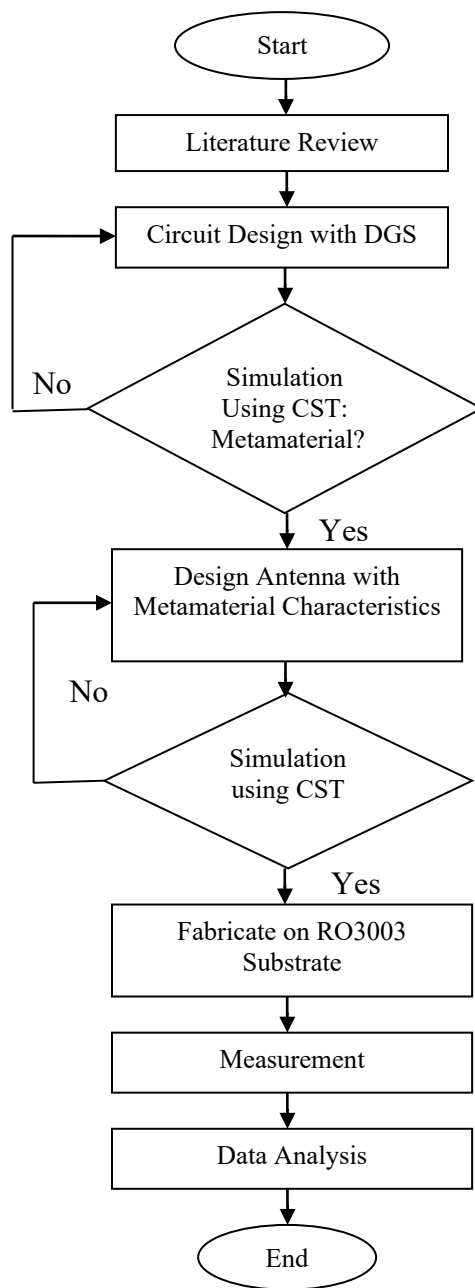 Start
Literature Review
Circuit Design with DGS
No
Simulation
Using CST:
Metamaterial?
Yes
Design Antenna with
Metamaterial Characteristics
No
Simulation
using CST
Yes
Fabricate on RO3003
Substrate
Measurement
Data Analysis
End